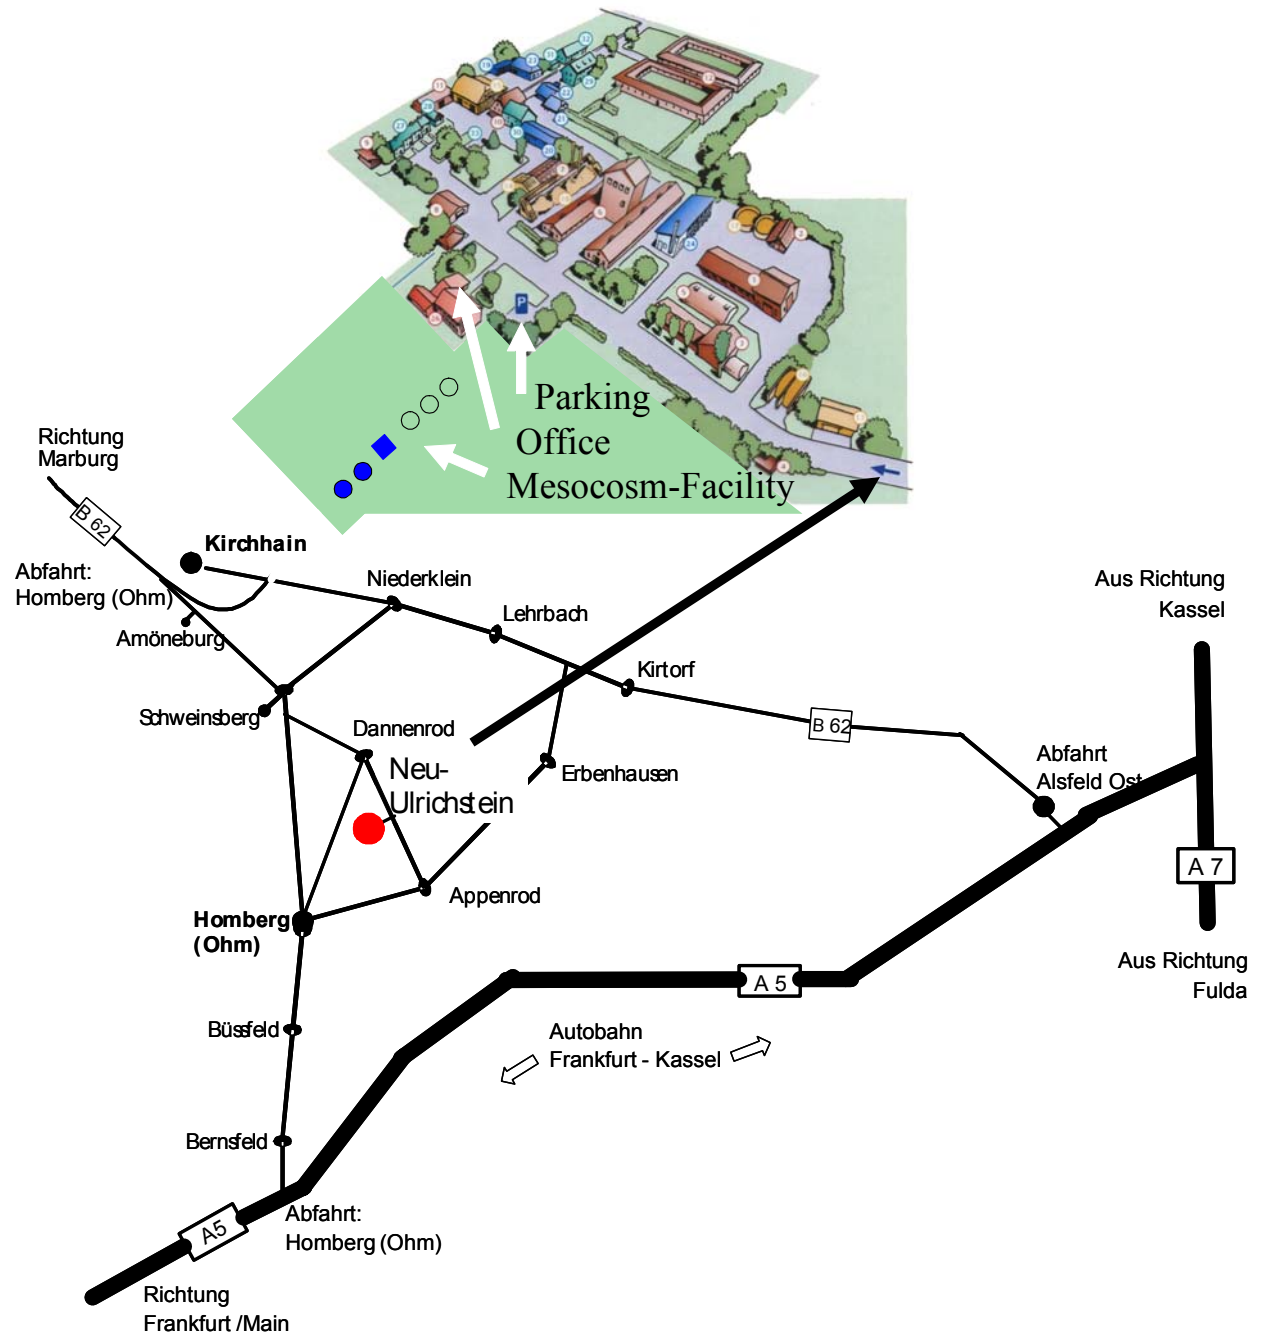 P
Parking
Office
Mesocosm-Facility
Richtung
Marburg
B 62
Kirchhain
Abfahrt:
Homberg (Ohm)
Amöneburg
Niederklein
Lehrbach
Kirtorf
Aus Richtung
Kassel
Schweinsberg
Dannenrod
Neu-
Ulrichstein
Erbenhausen
B 62
Abfahrt
Alsfeld Ost
A 7
Appenrod
Homberg
(Ohm)
Aus Richtung
Fulda
A 5
Büssfeld
Autobahn
Frankfurt - Kassel
Bernsfeld
A5
Abfahrt:
Homberg (Ohm)
Richtung
Frankfurt /Main